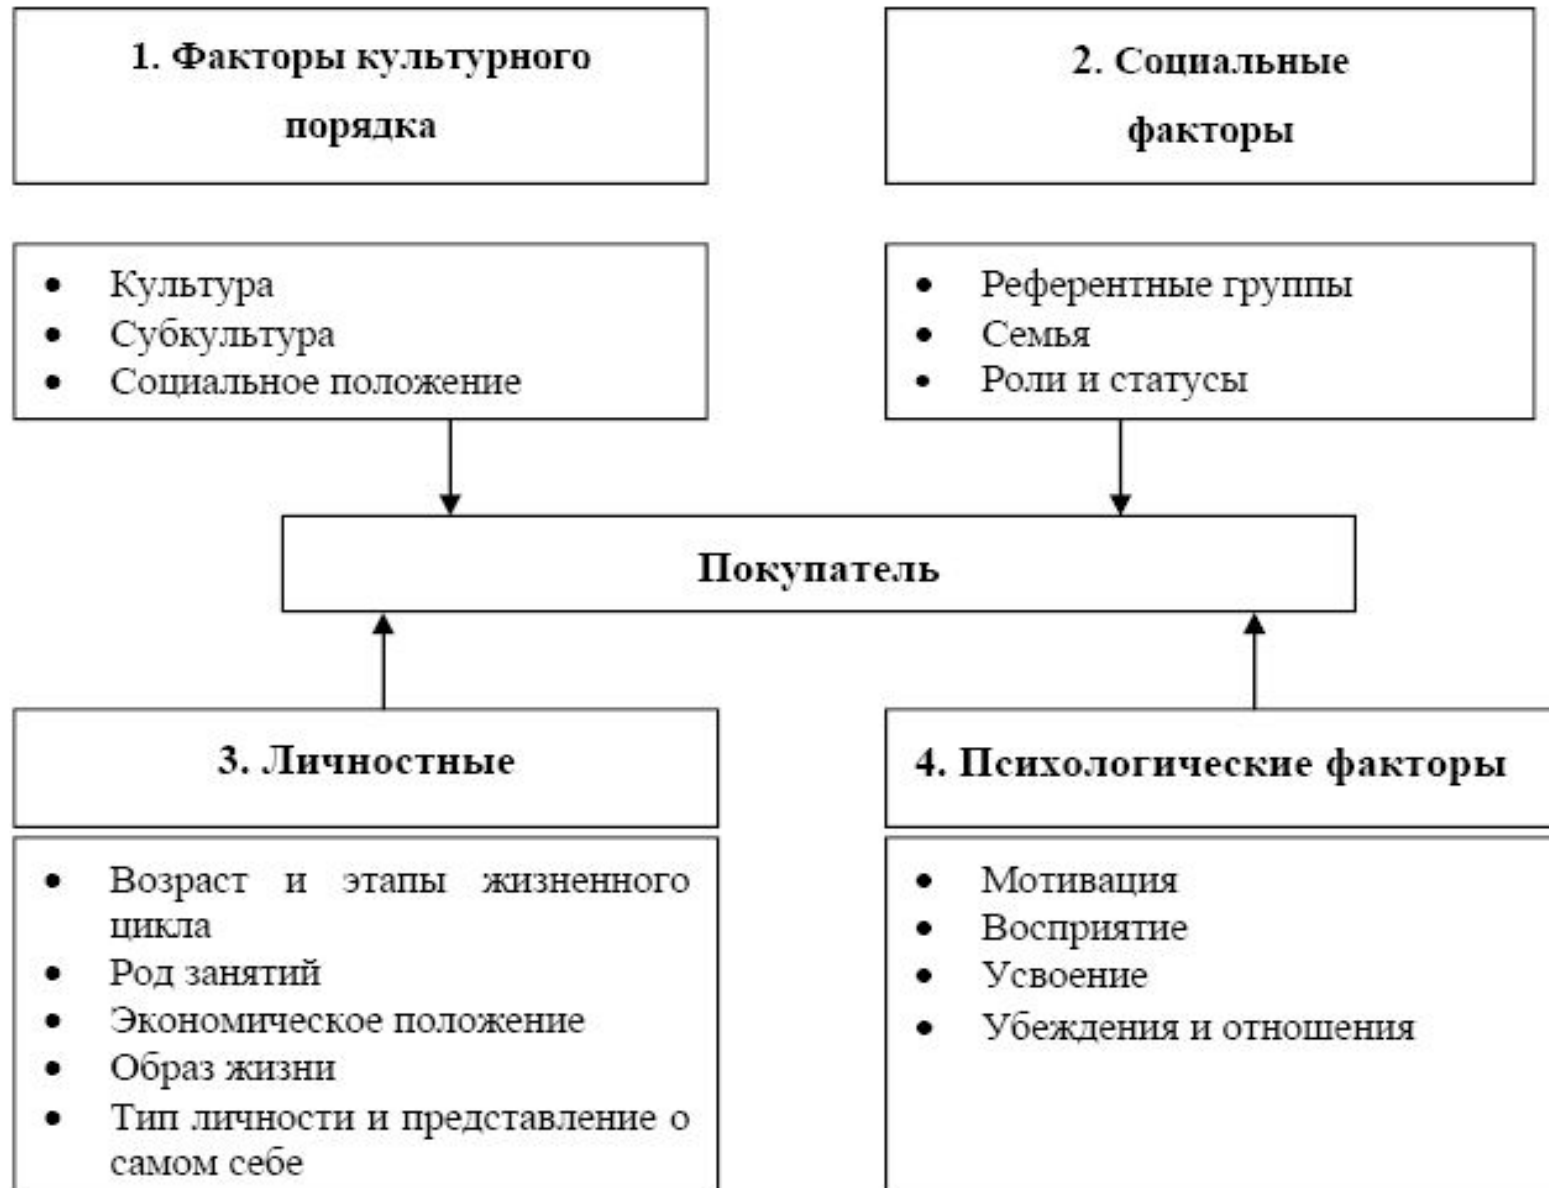 1. Факторы культурного
порядка
2. Социальные
факторы
• Культура
• Субкультура
• Социальное положение
• Референтные группы
• Семья
• Роли и статусы
Покупатель
3. Личностные
4. Психологические факторы
• Возраст и этапы жизненного
цикла
• Род занятий
• Экономическое положение
• Образ жизни
• Тип личности и представление о
самом себе
• Мотивация
• Восприятие
• Усвоение
• Убеждения и отношения